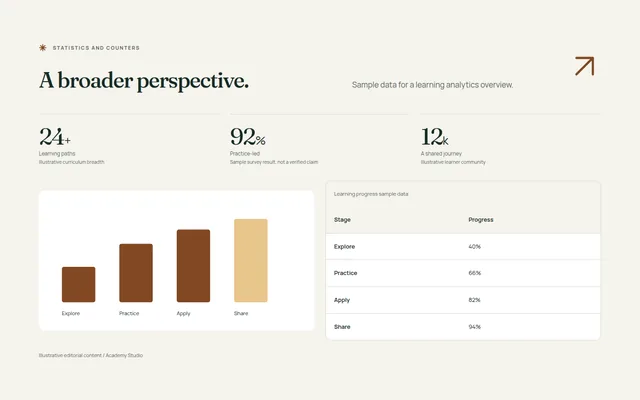 STATISTICS AND COUNTERS
A broader perspective.
Sample data for a learning analytics overview.
24+
Learning paths
Illustrative curriculum breadth
92%
Practice-led
Sample survey result, not a verified claim
12k
A shared journey
Illustrative learner community
Explore
Practice
Apply
Share
Learning progress sample data
Stage Progress
Explore 40%
Practice 66%
Apply 82%
Share 94%
Illustrative editorial content / Academy Studio